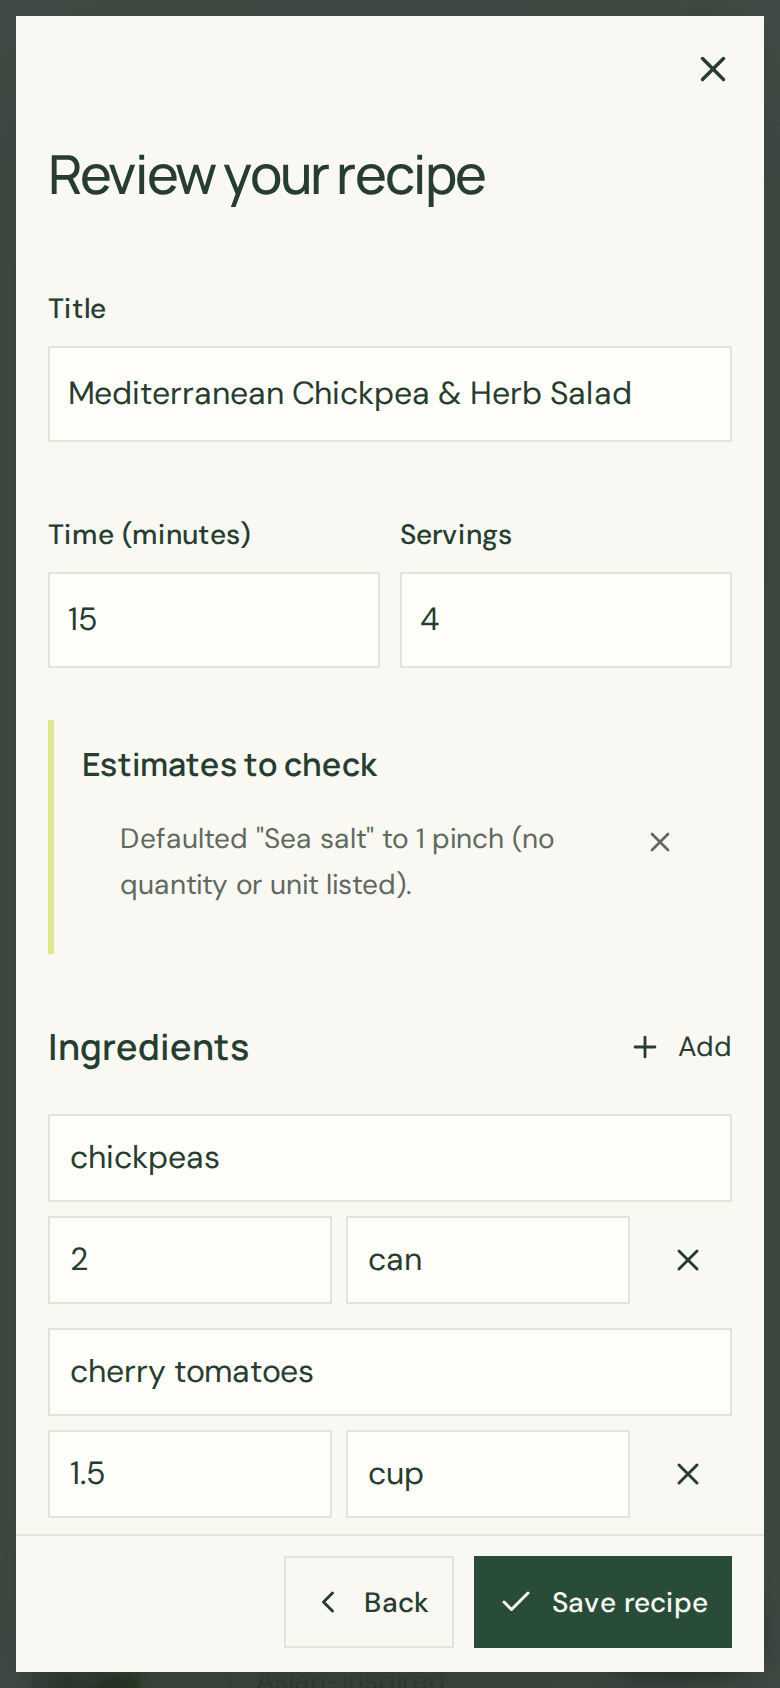 Review your recipe
Title
Mediterranean Chickpea & Herb Salad
Time (minutes)
Servings
15
4
Estimates to check
Defaulted "Sea salt" to 1 pinch (no
quantity or unit listed).
Ingredients
Add
chickpeas
2
can
cherry tomatoes
1.5
cup
Back
Save recipe
Asian-inspired